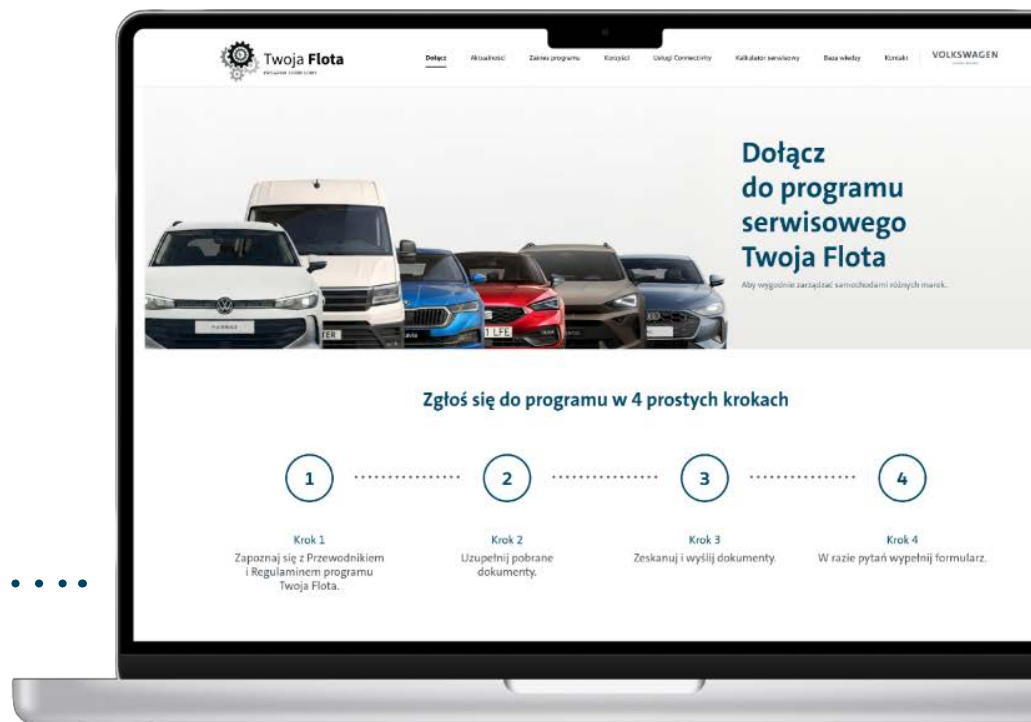 Twoja Flota
Dołącz
Aktualności
Zakres programu
Korzyści
Usługi Connectivity
Kalkulator serwisowy
Baza wiedzy
Kontakt
VOLKSWAGEN
Dołącz
do programu
serwisowego
Twoja Flota
Aby wygodnie zarządzać samochodami różnych marek.
1 LFE
Zgłoś się do programu w 4 prostych krokach
1
2
3
4
Krok 1
Zapoznaj się z Przewodnikiem
i Regulaminem programu
Twoja Flota.
Krok 2
Uzupełnij pobrane
dokumenty.
Krok 3
Zeskanuj i wyślij dokumenty.
Krok 4
W razie pytań wypełnij formularz.